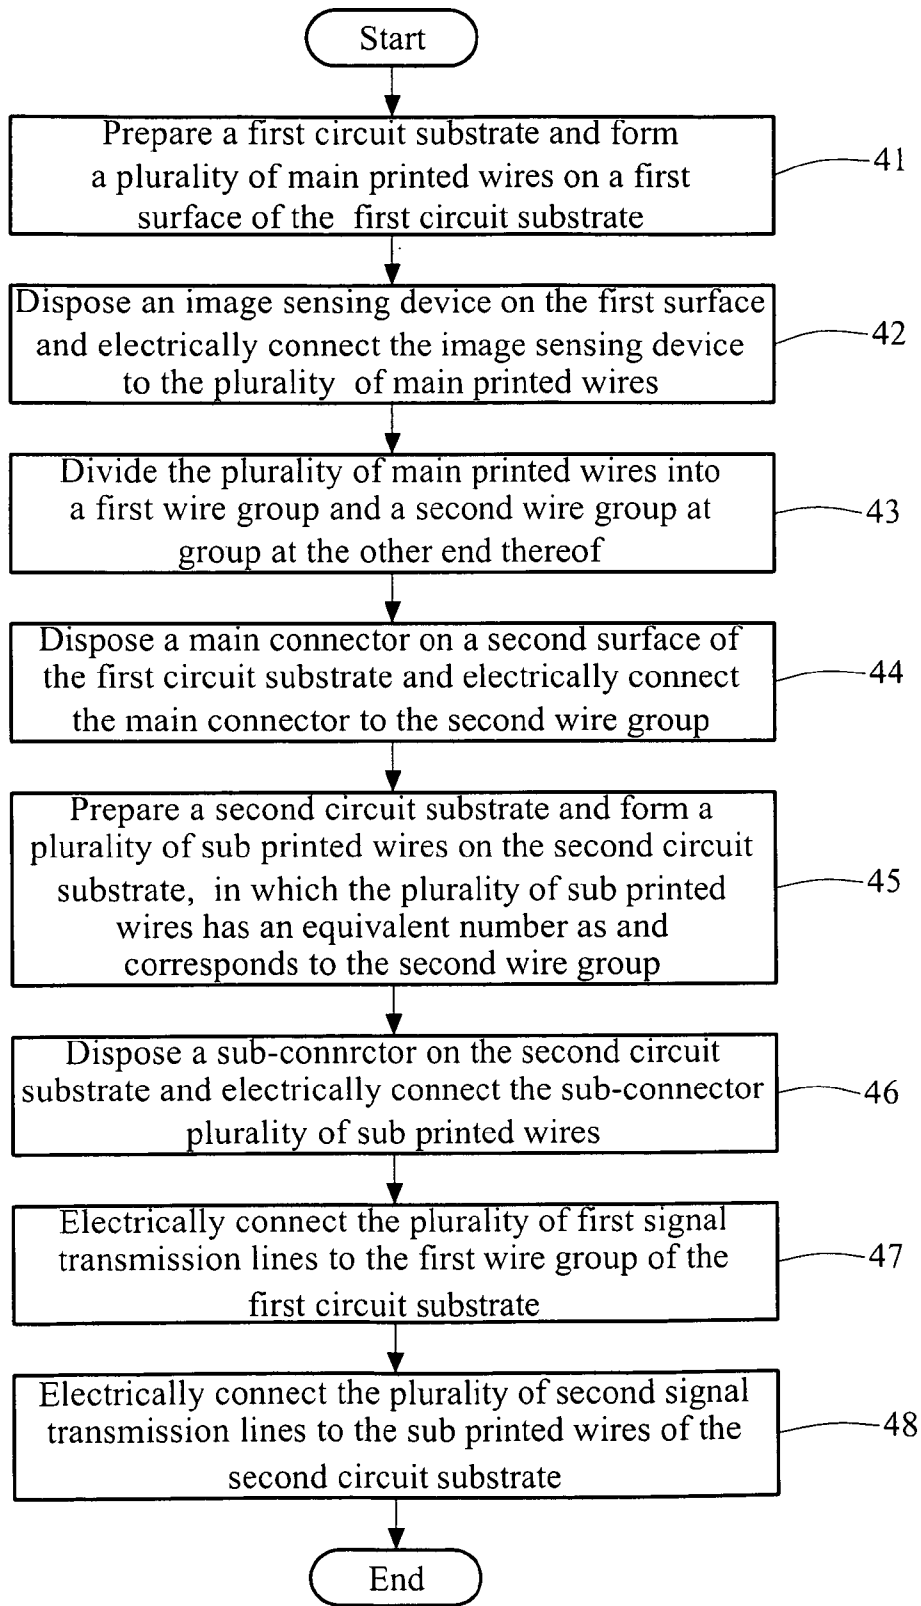 Start
Prepare a first circuit substrate and form
a plurality of main printed wires on a first
surface of the first circuit substrate
41
Dispose an image sensing device on the first surface
and electrically connect the image sensing device
to the plurality of main printed wires
42
Divide the plurality of main printed wires into
a first wire group and a second wire group at
group at the other end thereof
43
Dispose a main connector on a second surface of
the first circuit substrate and electrically connect
the main connector to the second wire group
44
Prepare a second circuit substrate and form a
plurality of sub printed wires on the second circuit
substrate, in which the plurality of sub printed
wires has an equivalent number as and
corresponds to the second wire group
45
Dispose a sub-connrctor on the second circuit
substrate and electrically connect the sub-connector
plurality of sub printed wires
46
Electrically connect the plurality of first signal
transmission lines to the first wire group of the
first circuit substrate
47
Electrically connect the plurality of second signal
transmission lines to the sub printed wires of the
second circuit substrate
48
End